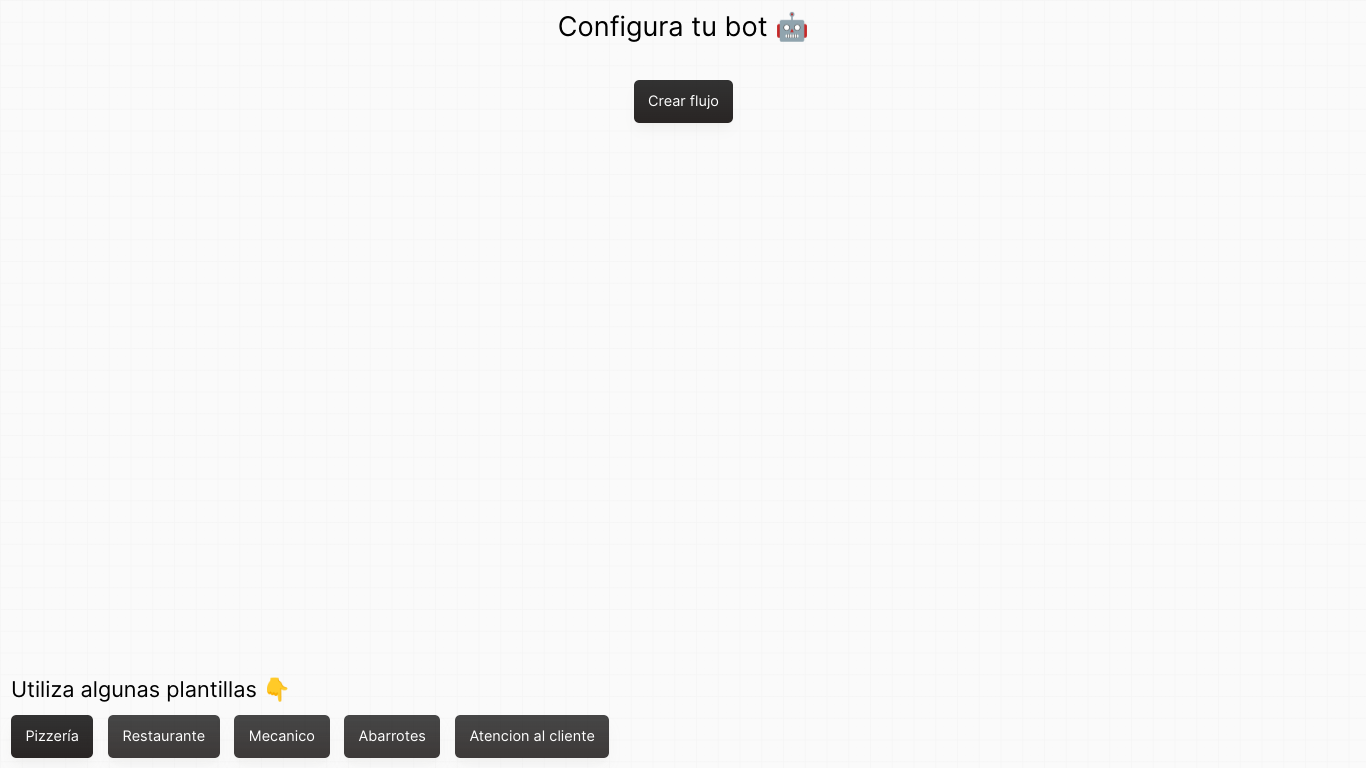 Configura tu bot 🤖
Crear flujo
Utiliza algunas plantillas 👇
Pizzería
Restaurante
Mecanico
Abarrotes
Atencion al cliente